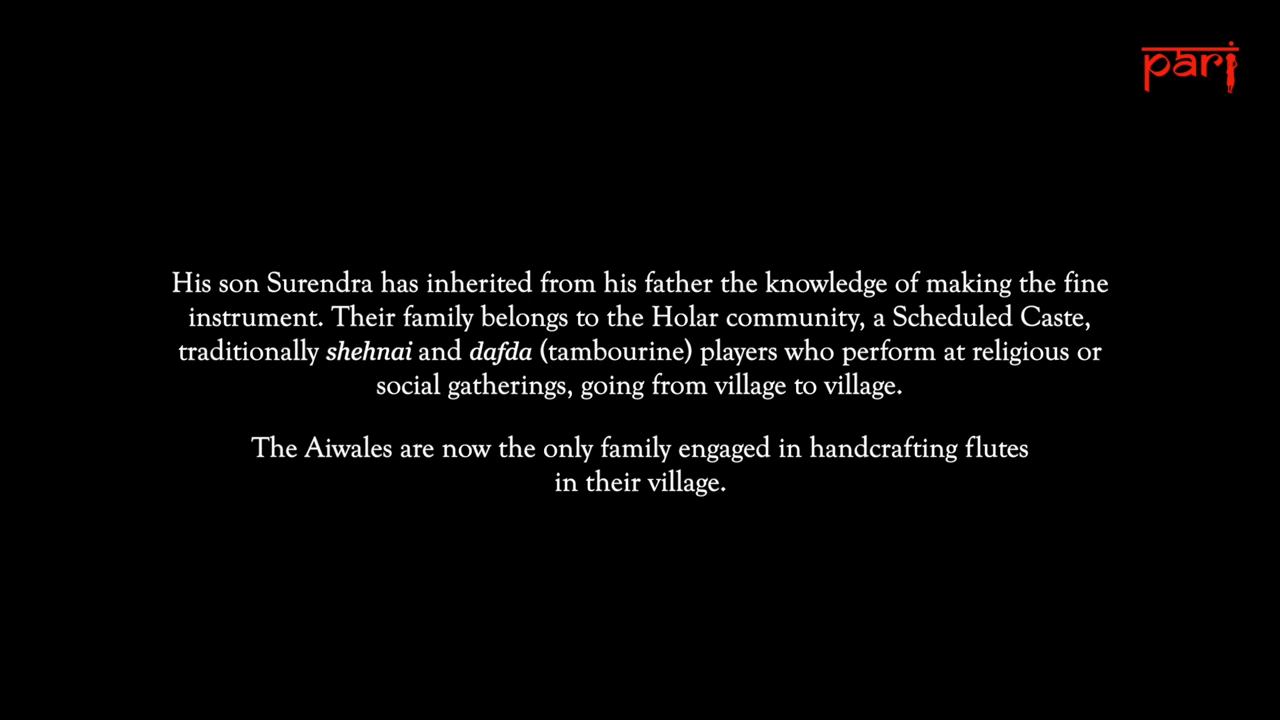 pari
His son Surendra has inherited from his father the knowledge of making the fine
instrument. Their family belongs to the Holar community, a Scheduled Caste,
traditionally shehnai and dafda (tambourine) players who perform at religious or
social gatherings, going from village to village.
The Aiwales are now the only family engaged in handcrafting flutes
in their village.